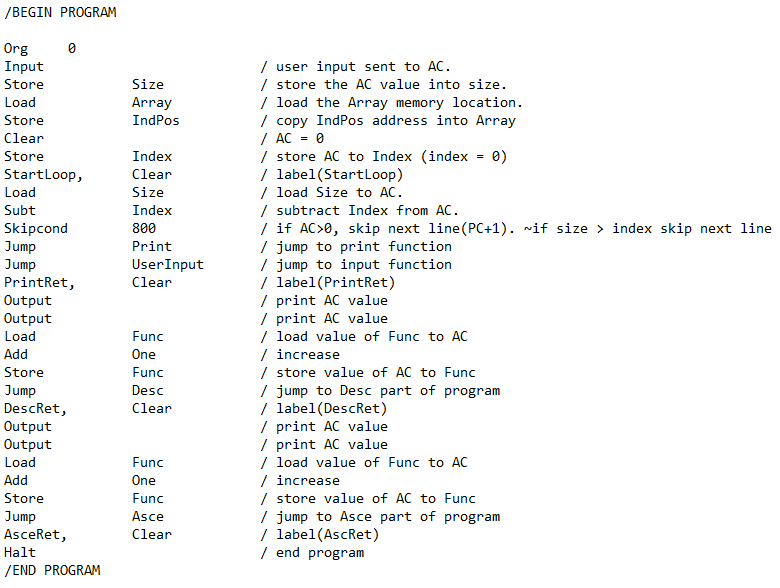 /BEGIN PROGRAM
Org 0
Input / user input sent to AC.
Store Size / store the AC value into size.
Load Array / load the Array memory location.
Store IndPos / copy IndPos address into Array
Clear / AC = 0
Store Index / store AC to Index (index = 0)
StartLoop, Clear / label(StartLoop)
Load Size / load Size to AC.
Subt Index / subtract Index from AC.
Skipcond 800 / if AC>0, skip next line(PC+1). ~if size > index skip next line
Jump Print / jump to print function
Jump UserInput / jump to input function
PrintRet, Clear / label(PrintRet)
Output / print AC value
Output / print AC value
Load Func / load value of Func to AC
Add One / increase
Store Func / store value of AC to Func
Jump Desc / jump to Desc part of program
DescRet, Clear / label(DescRet)
Output / print AC value
Output / print AC value
Load Func / load value of Func to AC
Add One / increase
Store Func / store value of AC to Func
Jump Asce / jump to Asce part of program
AsceRet, Clear / label(AscRet)
Halt / end program
/END PROGRAM